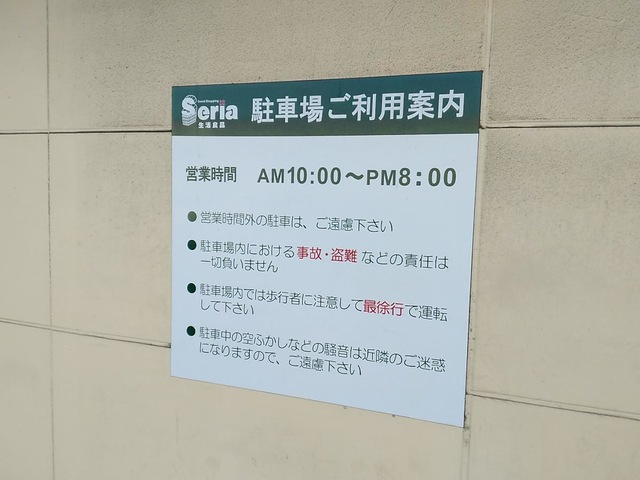 Seria
生活良品
駐車場ご利用案内
営業時間 AM10:00～PM8:00
●営業時間外の駐車は、ご遠慮下さい
●駐車場内における事故・盗難などの責任は
一切負いません
●駐車場内では歩行者に注意して最徐行で運転
して下さい
●駐車中の空ふかしなどの騒音は近隣のご迷惑
になりますので、ご遠慮下さい